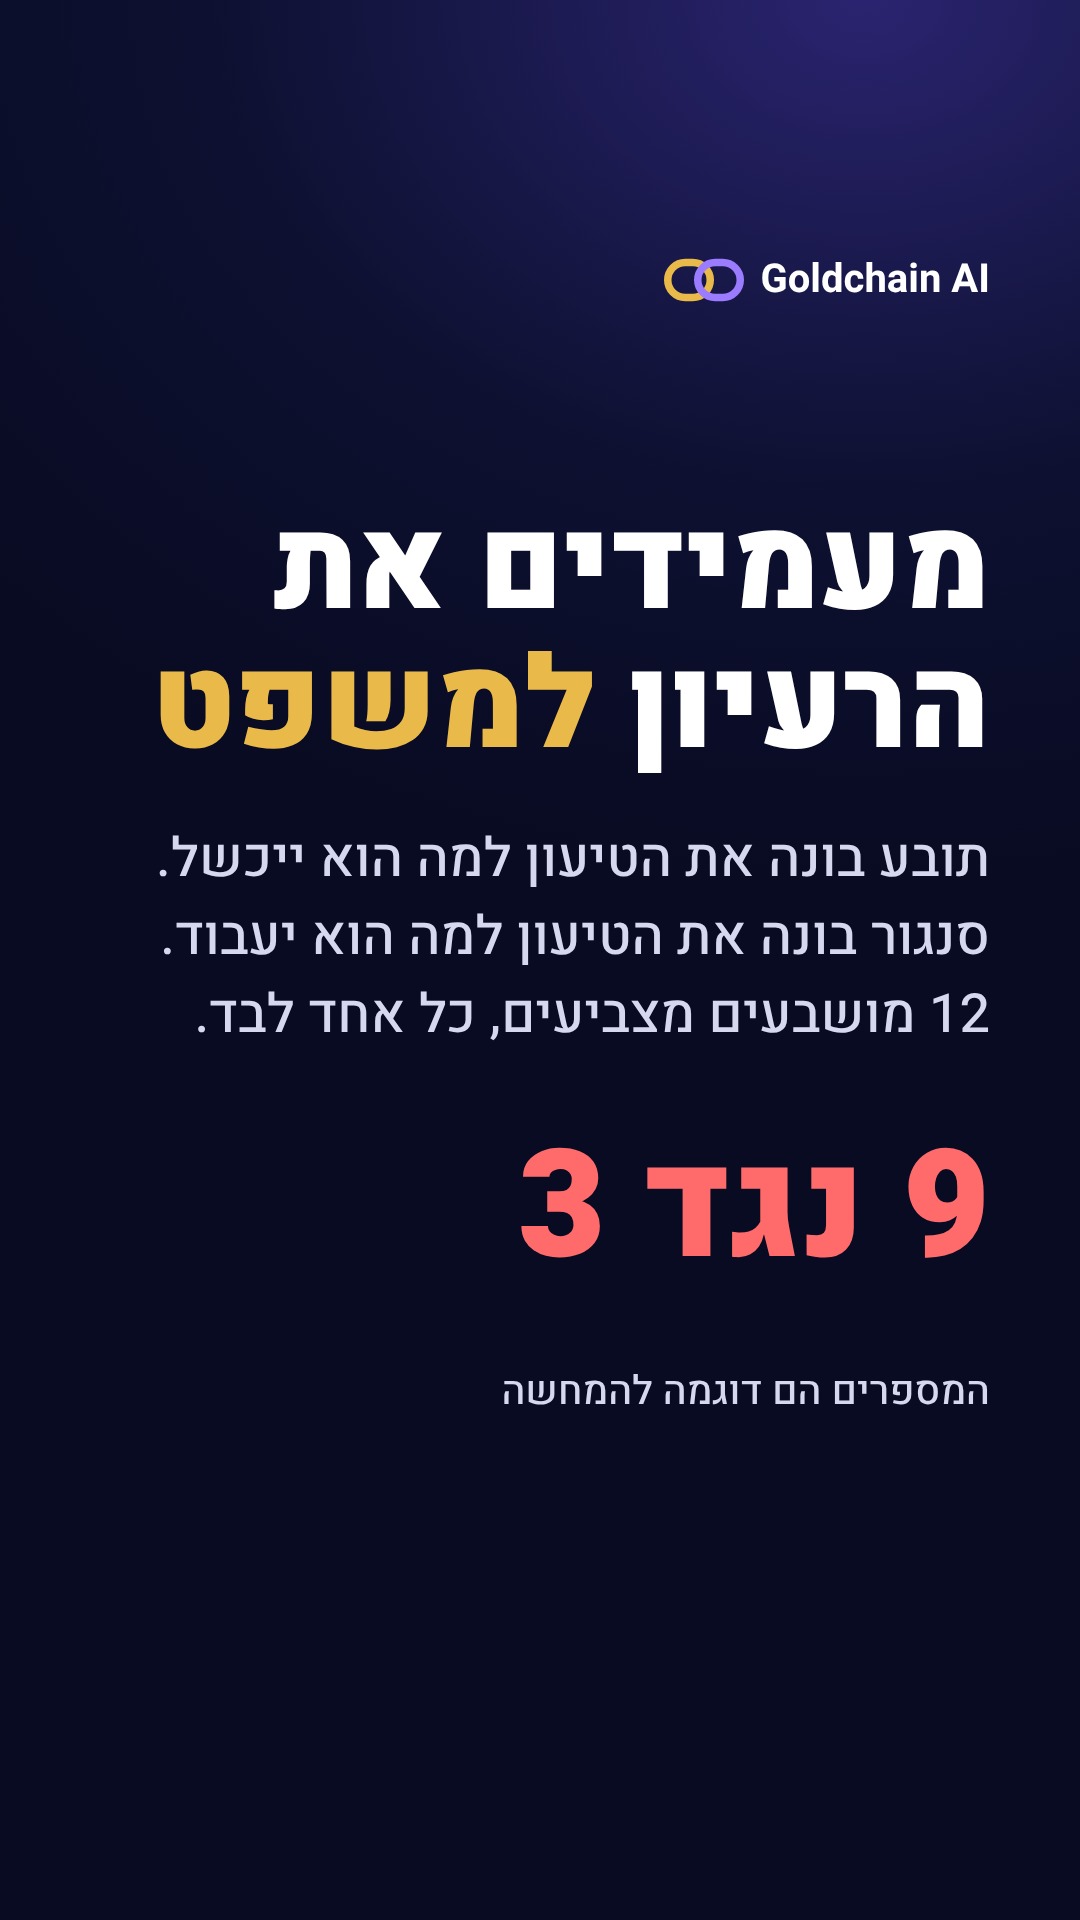 Goldchain AI
מעמידים את
הרעיון למשפט
תובע בונה את הטיעון למה הוא ייכשל.
סנגור בונה את הטיעון למה הוא יעבוד.
12 מושבעים מצביעים, כל אחד לבד.
9 נגד 3
המספרים הם דוגמה להמחשה